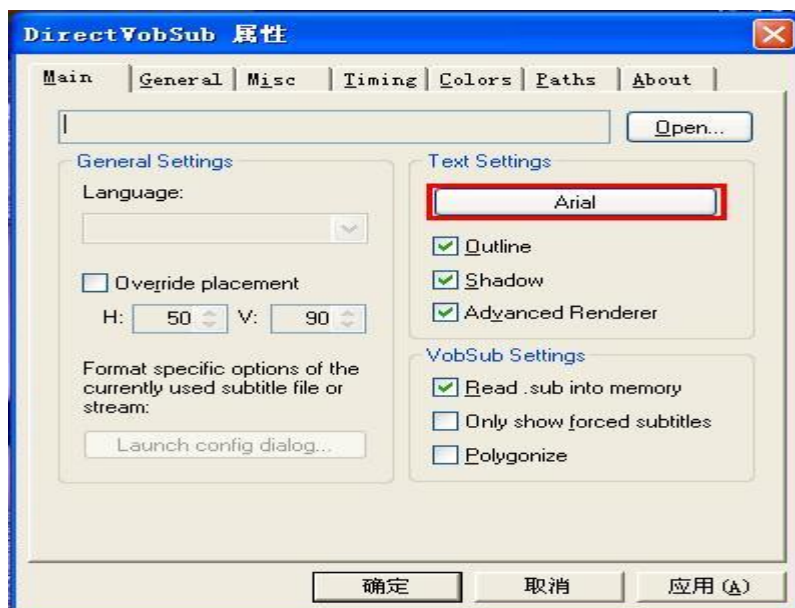 DirectVobSub 属性
Main General Misc Timing Colors Paths About
Open...
General Settings
Language:
Override placement
H: 50 V: 90
Format specific options of the
currently used subtitle file or
stream:
Launch config dialog...
Text Settings
Arial
Outline
Shadow
Advanced Renderer
VobSub Settings
Read .sub into memory
Only show forced subtitles
Polygonize
确定 取消 应用(A)